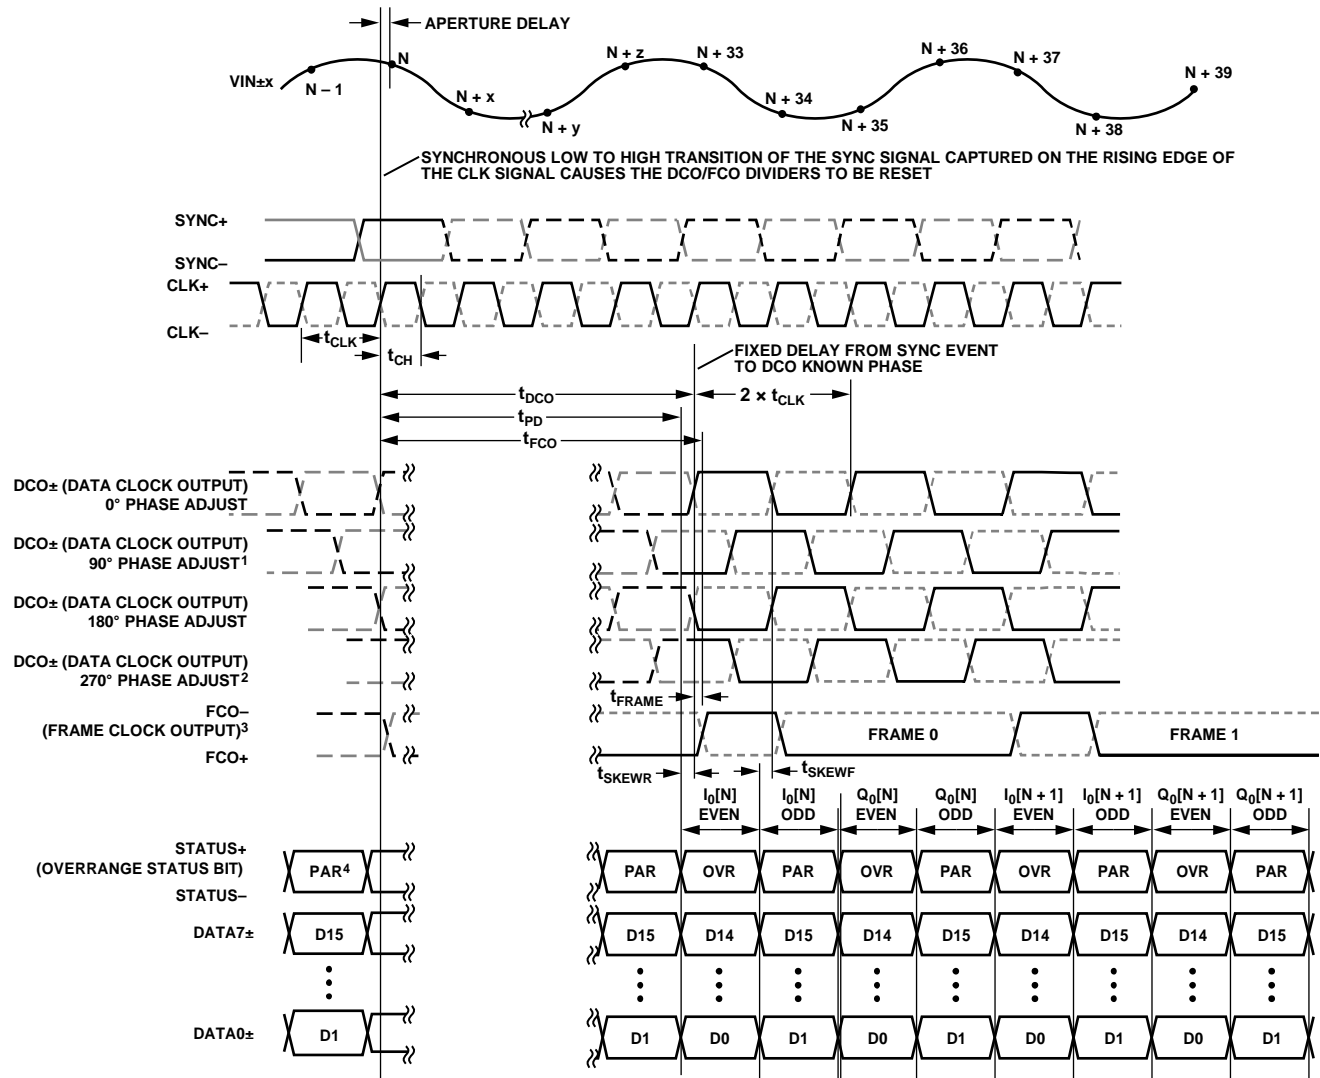 APERTURE DELAY
VIN±x
N – 1
N
N + x
N + y
N + z
N + 33
N + 34
N + 35
N + 36
N + 37
N + 38
N + 39
SYNCHRONOUS LOW TO HIGH TRANSITION OF THE SYNC SIGNAL CAPTURED ON THE RISING EDGE OF
THE CLK SIGNAL CAUSES THE DCO/FCO DIVIDERS TO BE RESET
SYNC+
SYNC–
CLK+
CLK–
tCLK
tCH
FIXED DELAY FROM SYNC EVENT
TO DCO KNOWN PHASE
tDCO
2 × tCLK
tPD
tFCO
DCO± (DATA CLOCK OUTPUT)
0° PHASE ADJUST
DCO± (DATA CLOCK OUTPUT)
90° PHASE ADJUST1
DCO± (DATA CLOCK OUTPUT)
180° PHASE ADJUST
DCO± (DATA CLOCK OUTPUT)
270° PHASE ADJUST2
tFRAME
FCO–
(FRAME CLOCK OUTPUT)3
FCO+
FRAME 0
FRAME 1
tSKEWR
tSKEWF
I0[N] I0[N] Q0[N] Q0[N] I0[N + 1] I0[N + 1] Q0[N + 1] Q0[N + 1]
EVEN ODD EVEN ODD EVEN ODD EVEN ODD
STATUS+
(OVERRANGE STATUS BIT)
STATUS–
PAR4 PAR OVR PAR OVR PAR OVR PAR OVR PAR
DATA7± D15 D15 D14 D15 D14 D15 D14 D15 D14 D15
DATA0± D1 D1 D0 D1 D0 D1 D0 D1 D0 D1